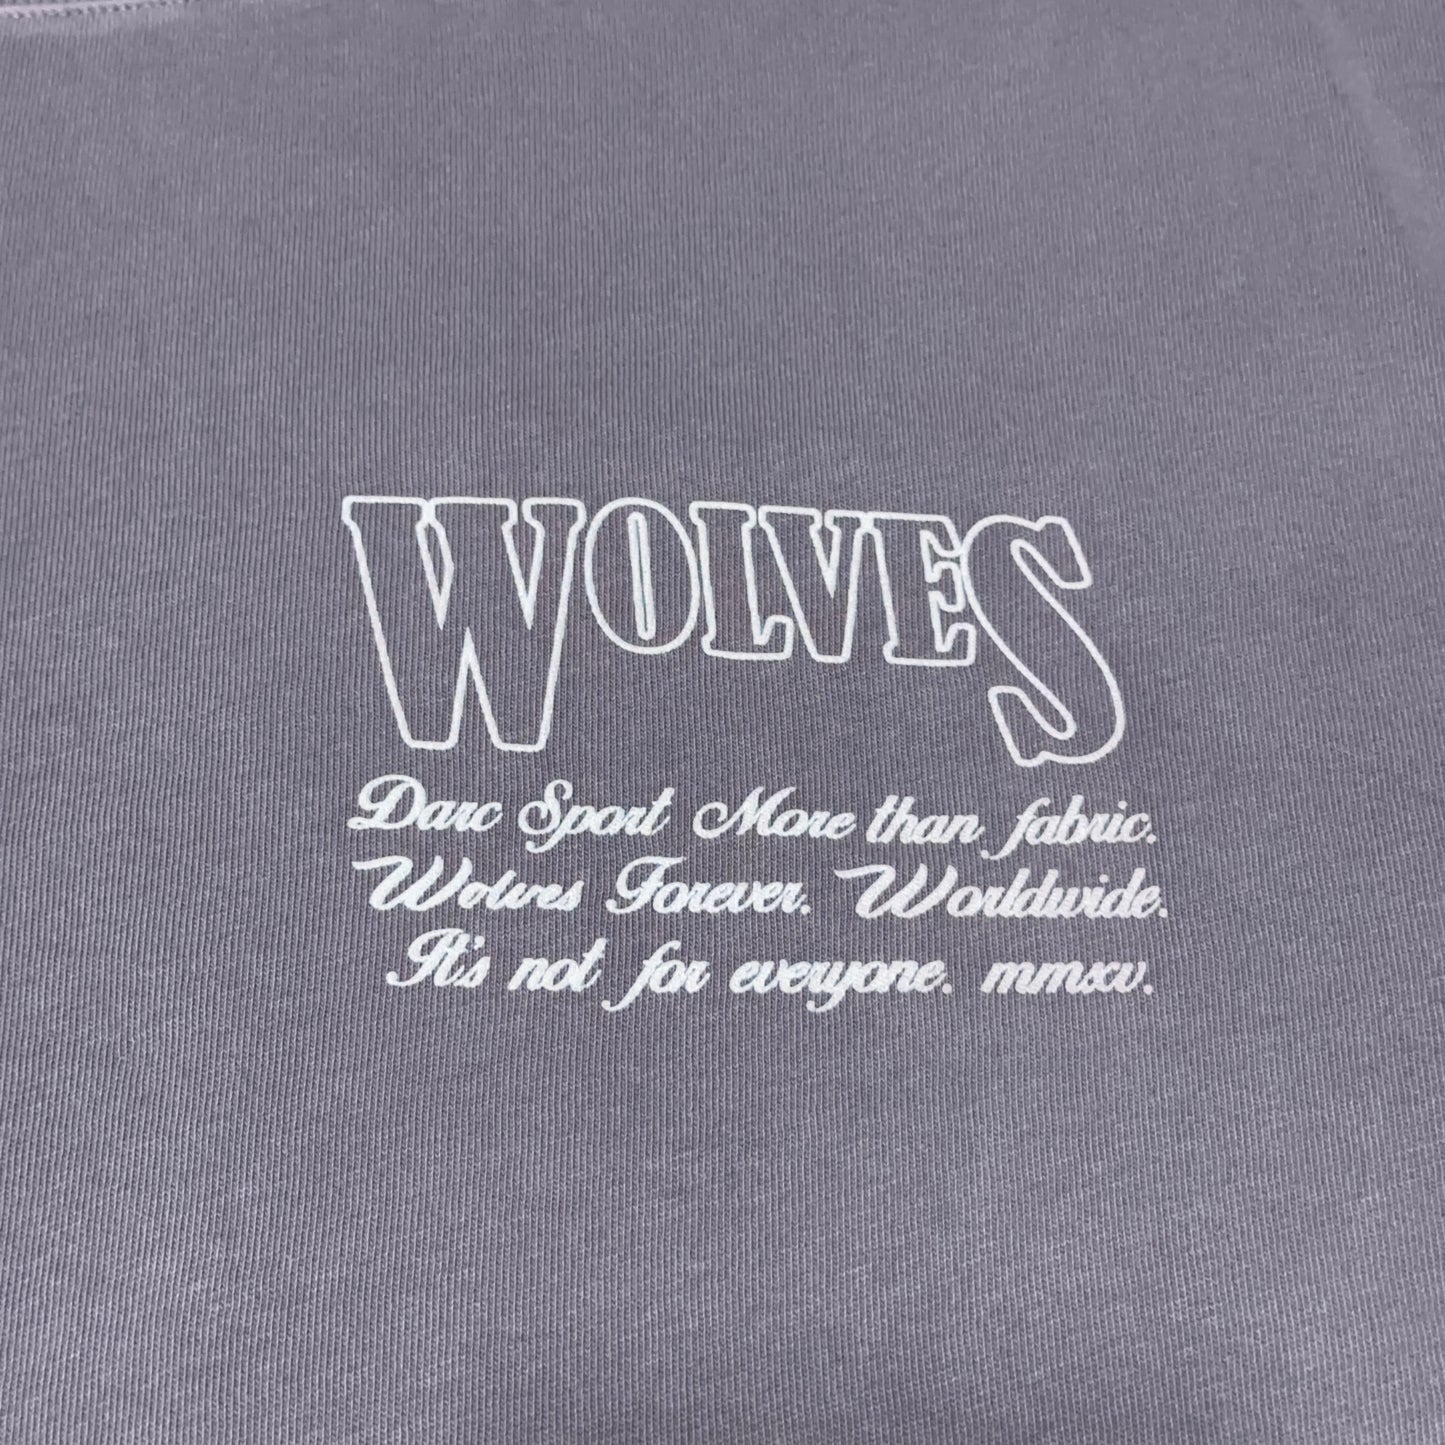 WOLVES
Darc Sport More than fabric.
Wolves Forever. Worldwide.
It's not for everyone. mmxv.